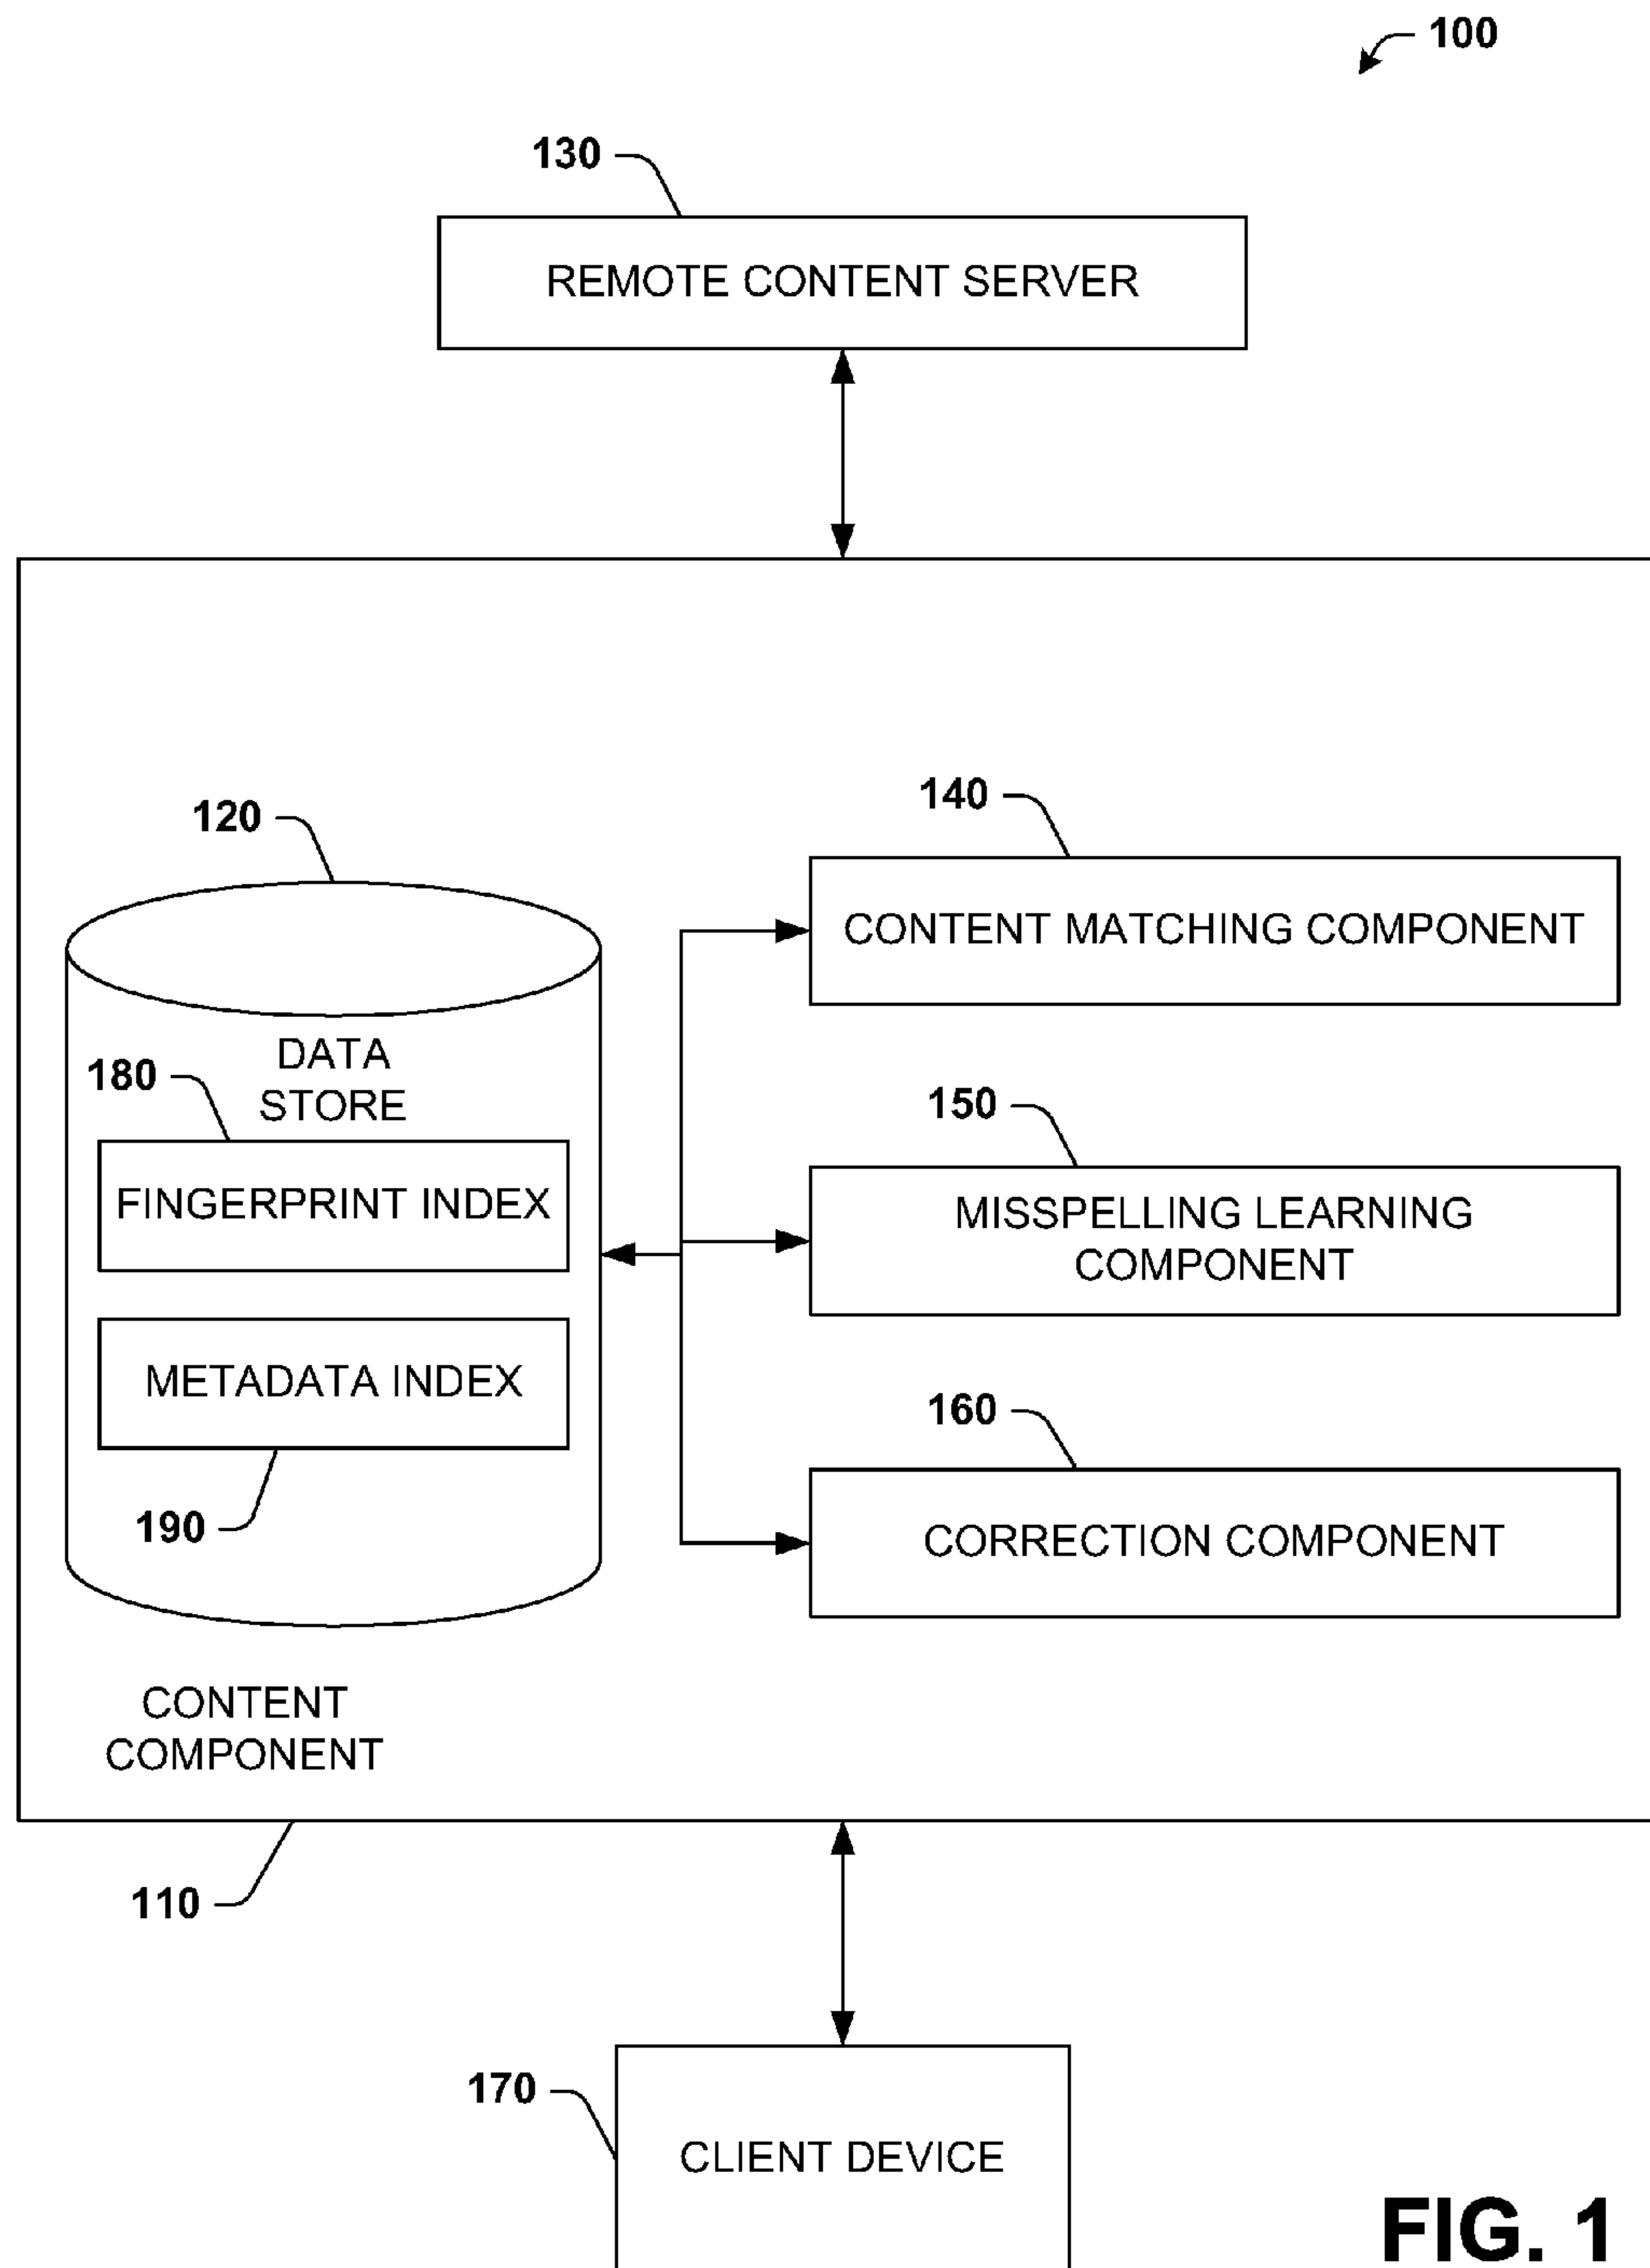 100
130
REMOTE CONTENT SERVER
140
120
CONTENT MATCHING COMPONENT
DATA
STORE
180
150
FINGERPRINT INDEX
MISSPELLING LEARNING
COMPONENT
METADATA INDEX
160
190
CORRECTION COMPONENT
CONTENT
COMPONENT
110
170
CLIENT DEVICE
FIG. 1